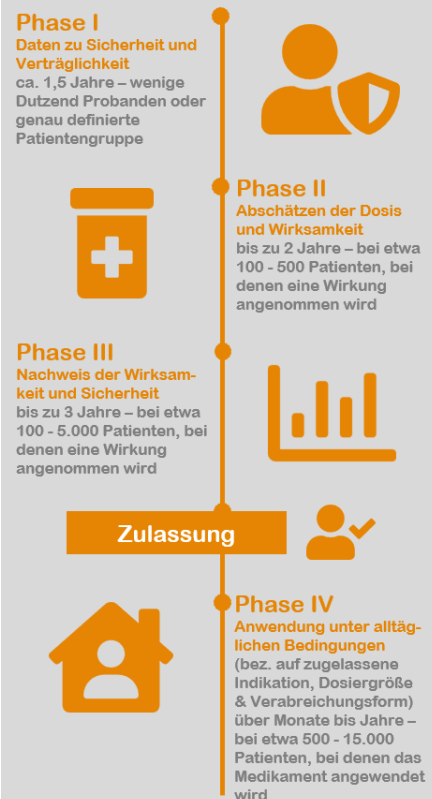 Phase I
Daten zu Sicherheit und
Verträglichkeit
ca. 1,5 Jahre – wenige
Dutzend Probanden oder
genau definierte
Patientengruppe
Phase II
Abschätzen der Dosis
und Wirksamkeit
bis zu 2 Jahre – bei etwa
100 - 500 Patienten, bei
denen eine Wirkung
angenommen wird
Phase III
Nachweis der Wirksam-
keit und Sicherheit
bis zu 3 Jahre – bei etwa
100 - 5.000 Patienten, bei
denen eine Wirkung
angenommen wird
Zulassung
Phase IV
Anwendung unter alltäg-
lichen Bedingungen
(bez. auf zugelassene
Indikation, Dosiergröße
& Verabreichungsform)
über Monate bis Jahre –
bei etwa 500 - 15.000
Patienten, bei denen das
Medikament angewendet
wird